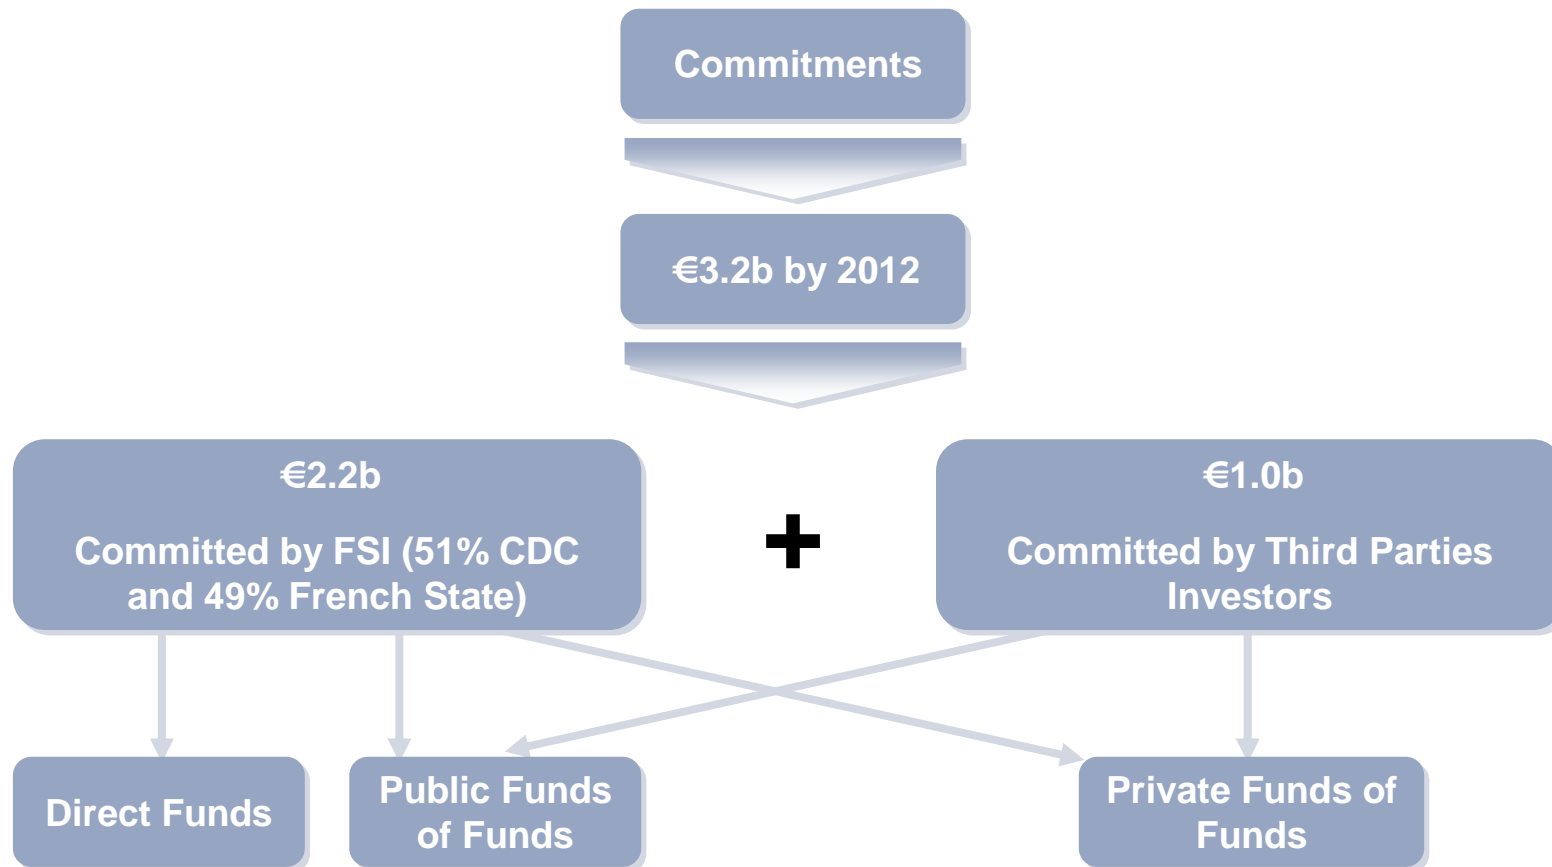 Commitments
€3.2b by 2012
€2.2b
Committed by FSI (51% CDC
and 49% French State)
+
€1.0b
Committed by Third Parties
Investors
Direct Funds
Public Funds
of Funds
Private Funds of
Funds